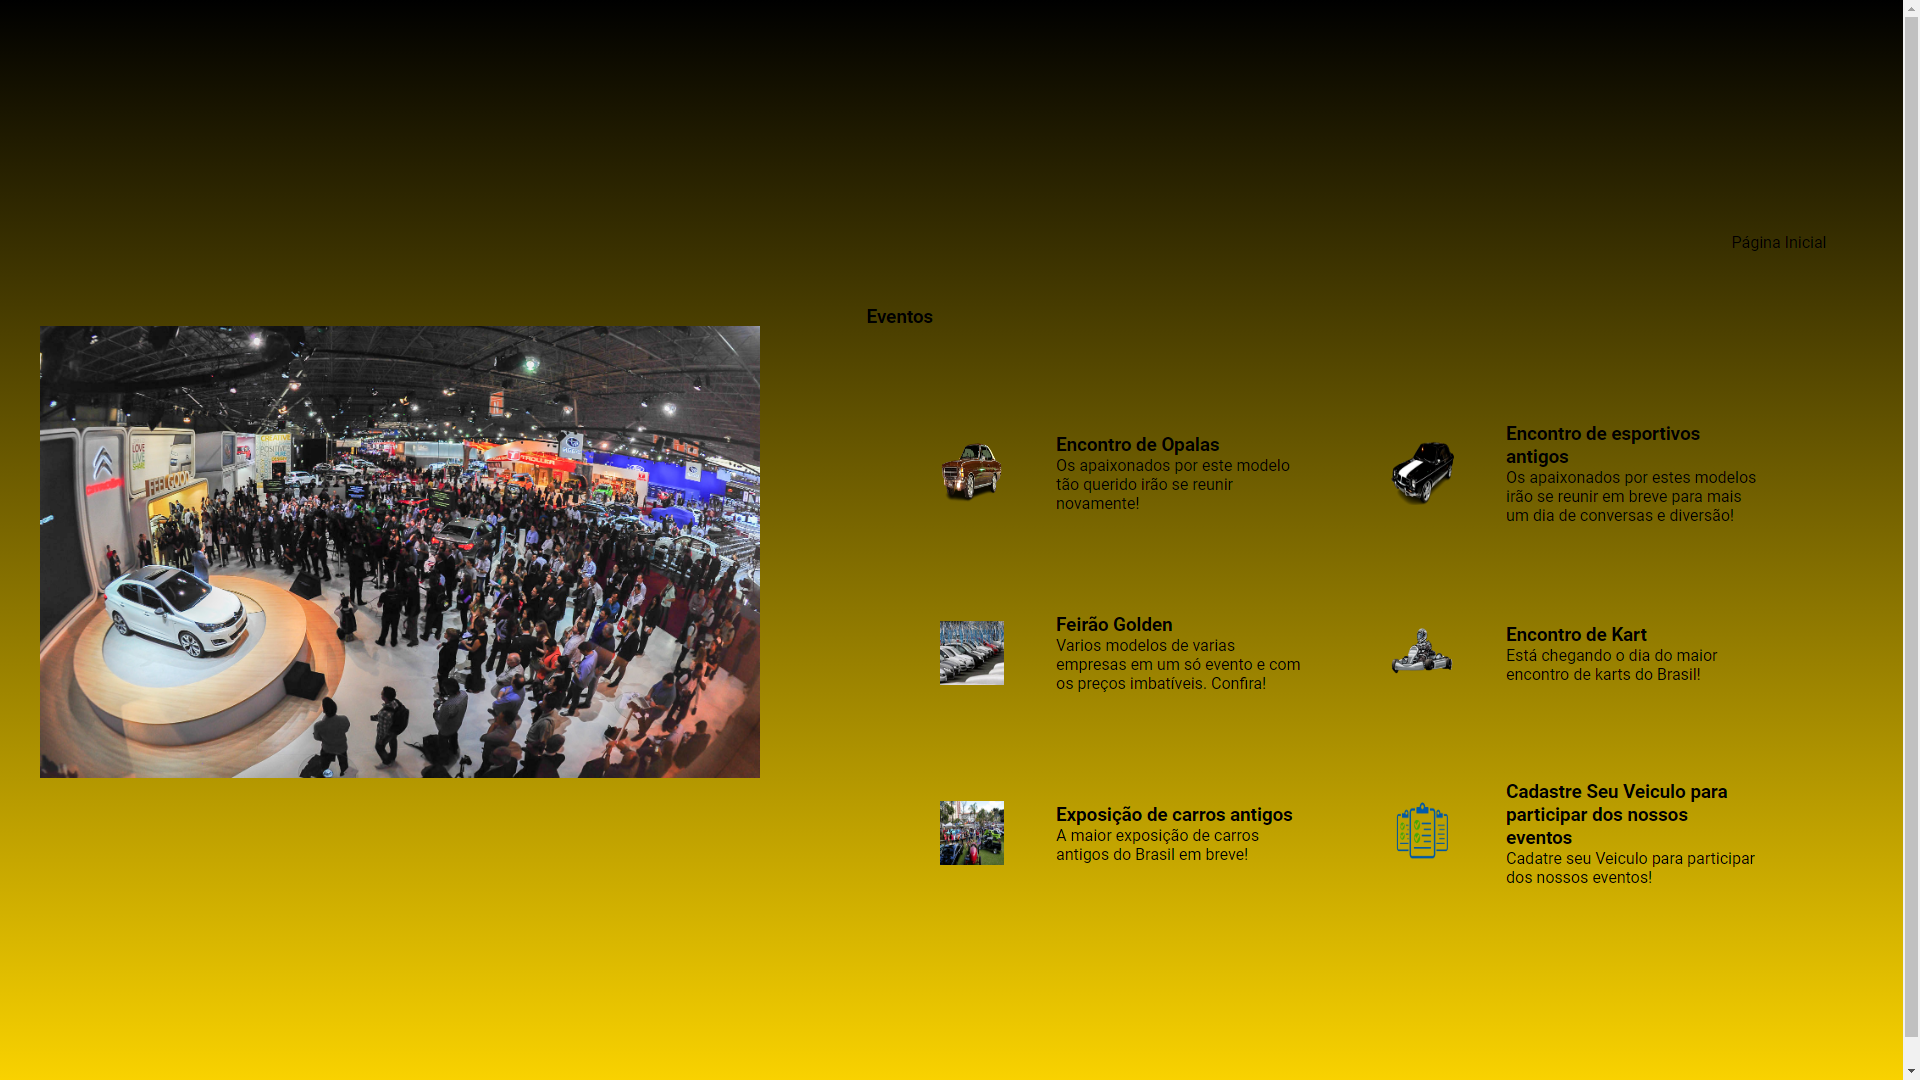 Página Inicial
Eventos
Encontro de Opalas
Os apaixonados por este modelo
tão querido irão se reunir
novamente!
Encontro de esportivos
antigos
Os apaixonados por estes modelos
irão se reunir em breve para mais
um dia de conversas e diversão!
Feirão Golden
Varios modelos de varias
empresas em um só evento e com
os preços imbatíveis. Confira!
Encontro de Kart
Está chegando o dia do maior
encontro de karts do Brasil!
Exposição de carros antigos
A maior exposição de carros
antigos do Brasil em breve!
Cadastre Seu Veiculo para
participar dos nossos
eventos
Cadatre seu Veiculo para participar
dos nossos eventos!
FEEL GOOD